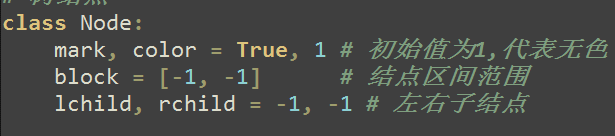 class Node:
mark, color = True, 1 # 初始值为1,代表无色
block = [-1, -1] # 结点区间范围
lchild, rchild = -1, -1 # 左右子结点